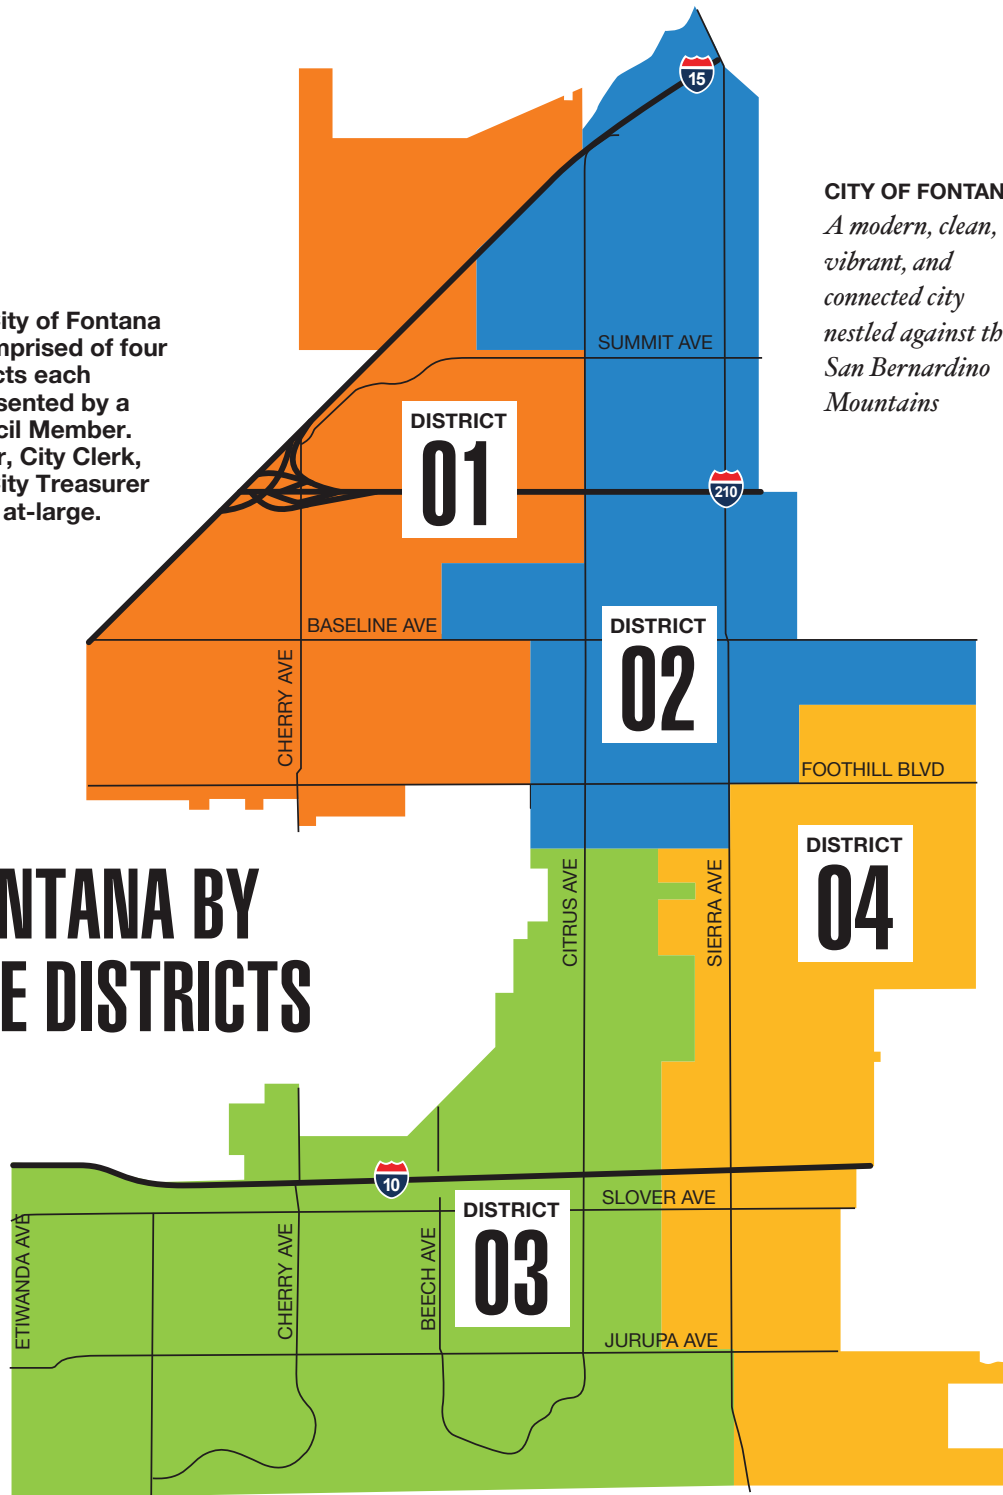 15
CITY OF FONTAN
A modern, clean,
vibrant, and
connected city
nestled against th
San Bernardino
Mountains
ity of Fontana
mprised of four
cts each
sented by a
cil Member.
r, City Clerk,
ity Treasurer
at-large.
SUMMIT AVE
DISTRICT
01
210
BASELINE AVE
DISTRICT
02
CHERRY AVE
FOOTHILL BLVD
DISTRICT
04
CITRUS AVE
SIERRA AVE
NTANA BY
E DISTRICTS
10
SLOVER AVE
DISTRICT
03
ETIWANDA AVE
CHERRY AVE
BEECH AVE
JURUPA AVE